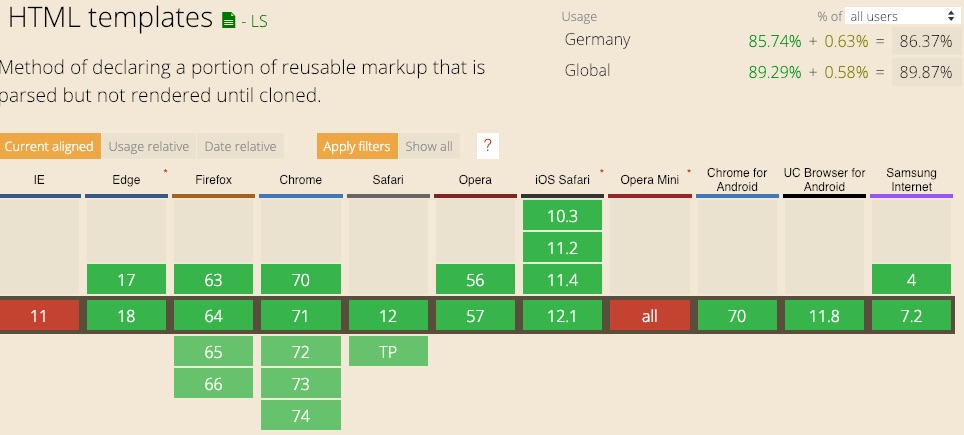 HTML templates - LS
Usage % of all users
Germany 85.74% + 0.63% = 86.37%
Global 89.29% + 0.58% = 89.87%
Method of declaring a portion of reusable markup that is
parsed but not rendered until cloned.
Current aligned Usage relative Date relative Apply filters Show all ?
IE Edge * Firefox Chrome Safari Opera iOS Safari * Opera Mini * Chrome for Android UC Browser for Android Samsung Internet
10.3
11.2
17 63 70 56 11.4 4
11 18 64 71 12 57 12.1 all 70 11.8 7.2
65 72 TP
66 73
74